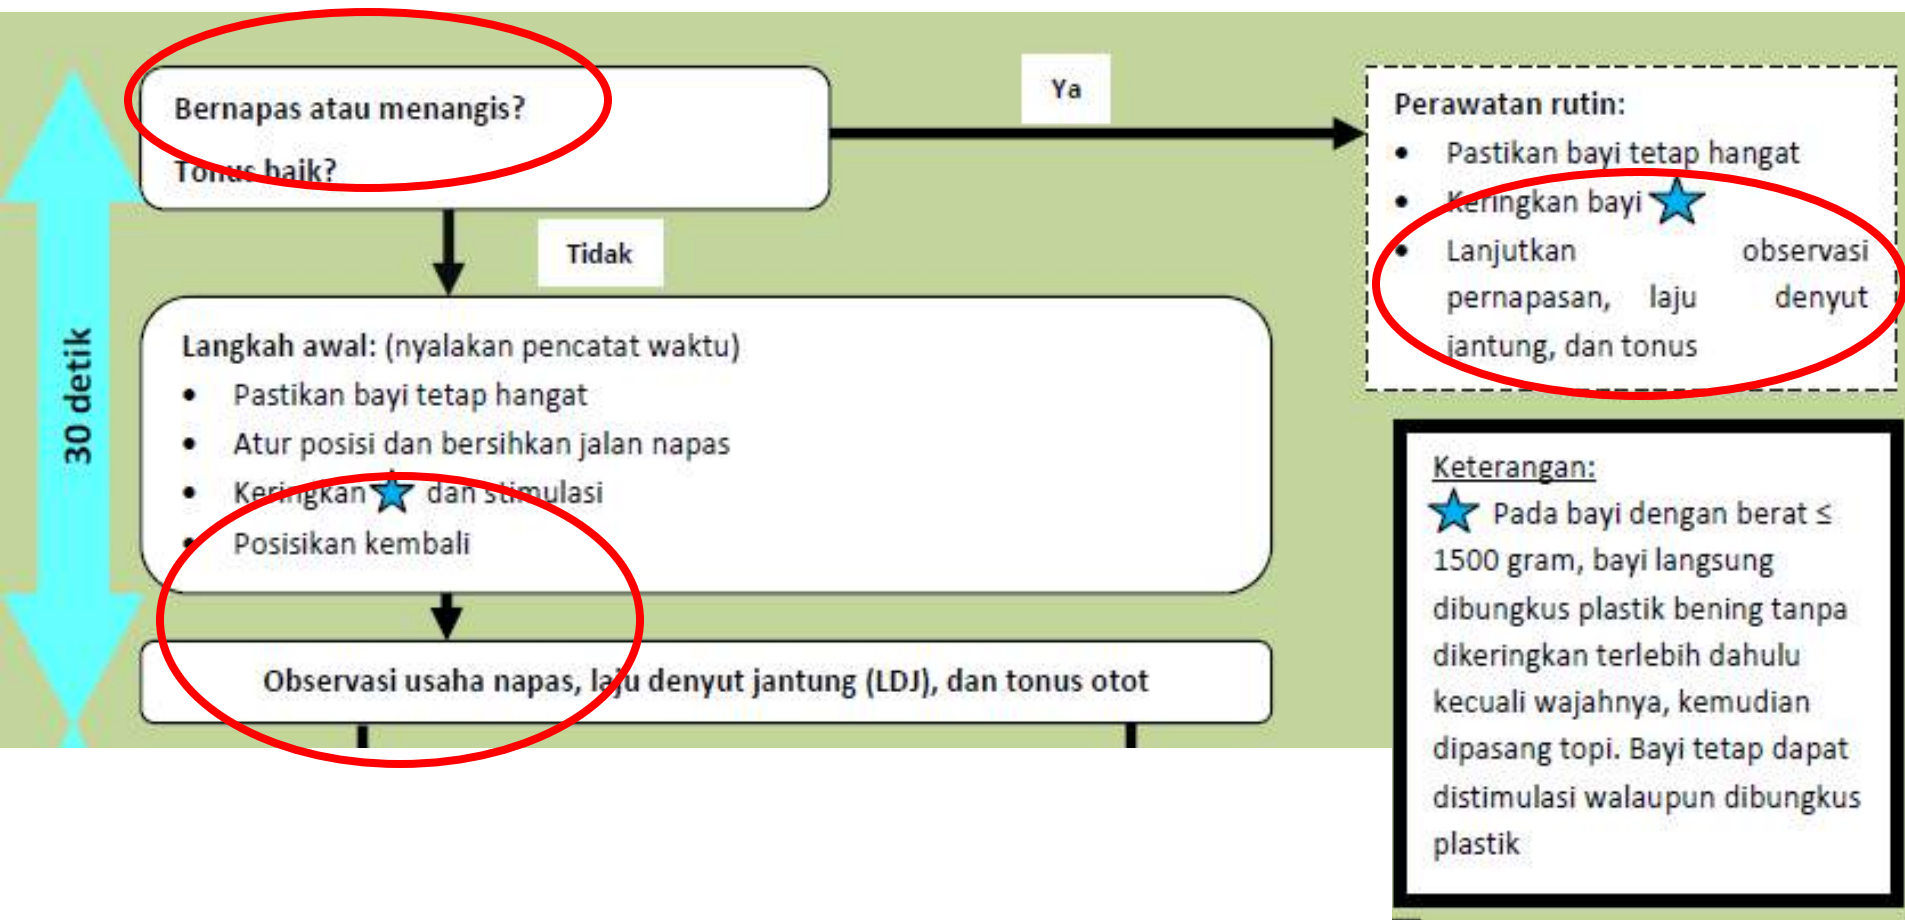 Bernapas atau menangis?
Tonus baik?
Ya
Tidak
30 detik
Langkah awal: (nyalakan pencatat waktu)
• Pastikan bayi tetap hangat
• Atur posisi dan bersihkan jalan napas
• Keringkan ★ dan stimulasi
• Posisikan kembali
Observasi usaha napas, laju denyut jantung (LDJ), dan tonus otot
Perawatan rutin:
• Pastikan bayi tetap hangat
• Keringkan bayi ★
• Lanjutkan observasi
pernapasan, laju denyut
jantung, dan tonus
Keterangan:
★ Pada bayi dengan berat ≤
1500 gram, bayi langsung
dibungkus plastik bening tanpa
dikeringkan terlebih dahulu
kecuali wajahnya, kemudian
dipasang topi. Bayi tetap dapat
distimulasi walaupun dibungkus
plastik